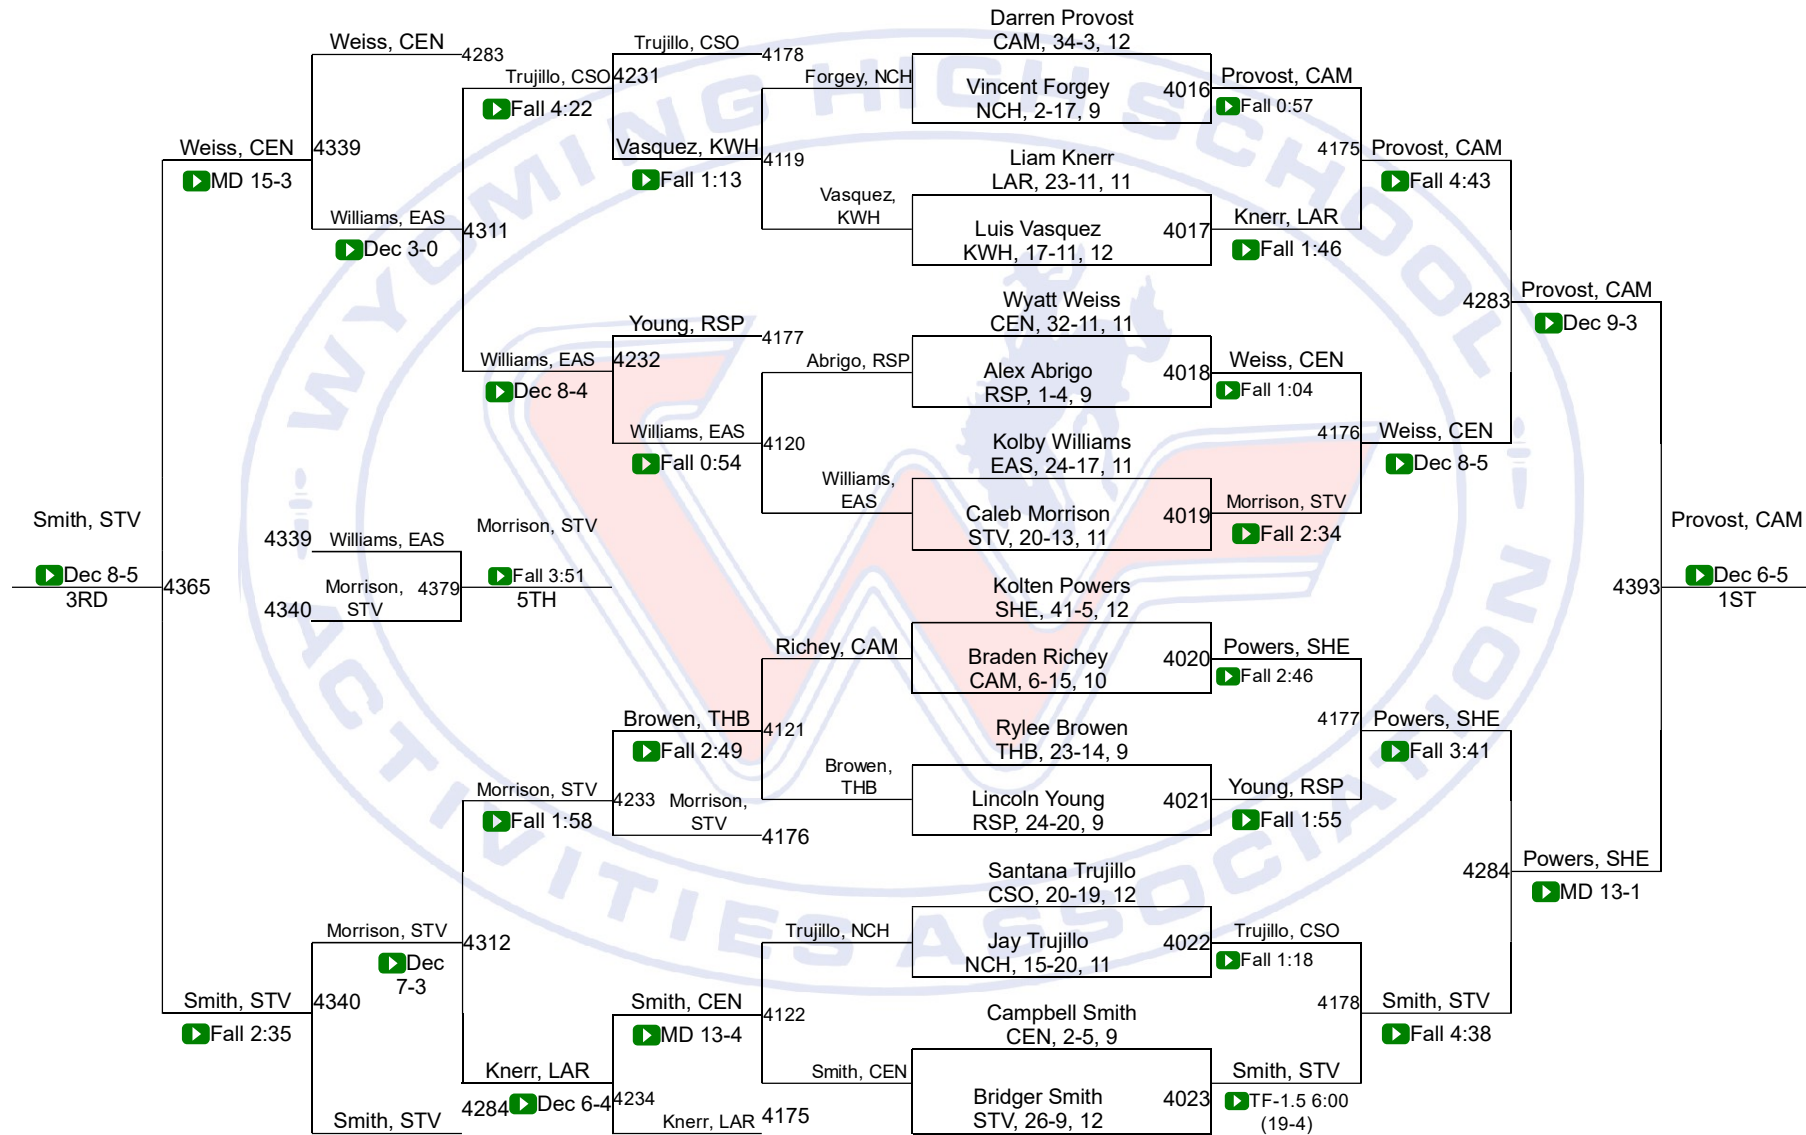 WYOMING HIGH SCHOOL
ACTIVITIES ASSOCIATION
Darren Provost
CAM, 34-3, 12
Vincent Forgey
NCH, 2-17, 9
4016
Liam Knerr
LAR, 23-11, 11
Luis Vasquez
KWH, 17-11, 12
4017
Wyatt Weiss
CEN, 32-11, 11
Alex Abrigo
RSP, 1-4, 9
4018
Kolby Williams
EAS, 24-17, 11
Caleb Morrison
STV, 20-13, 11
4019
Kolten Powers
SHE, 41-5, 12
Braden Richey
CAM, 6-15, 10
4020
Rylee Browen
THB, 23-14, 9
Lincoln Young
RSP, 24-20, 9
4021
Santana Trujillo
CSO, 20-19, 12
Jay Trujillo
NCH, 15-20, 11
4022
Campbell Smith
CEN, 2-5, 9
Bridger Smith
STV, 26-9, 12
4023
Provost, CAM
Fall 0:57
Knerr, LAR
Fall 1:46
Weiss, CEN
Fall 1:04
Morrison, STV
Fall 2:34
Powers, SHE
Fall 2:46
Young, RSP
Fall 1:55
Trujillo, CSO
Fall 1:18
Smith, STV
TF-1.5 6:00
(19-4)
4175
Provost, CAM
Fall 4:43
4176
Weiss, CEN
Dec 8-5
4177
Powers, SHE
Fall 3:41
4178
Smith, STV
Fall 4:38
4283
Provost, CAM
Dec 9-3
4284
Powers, SHE
MD 13-1
Provost, CAM
4393
Dec 6-5
1ST
Forgey, NCH
Vasquez,
KWH
4119
Abrigo, RSP
Williams,
EAS
4120
Richey, CAM
Browen,
THB
4121
Trujillo, NCH
Smith, CEN
4122
Trujillo, CSO
4178
Vasquez, KWH
Fall 1:13
4231
Young, RSP
4177
Williams, EAS
Fall 0:54
4232
Browen, THB
Fall 2:49
4233
Morrison,
STV
4176
Smith, CEN
MD 13-4
4234
Knerr, LAR
4175
Trujillo, CSO
Fall 4:22
Williams, EAS
Dec 8-4
4311
Morrison, STV
Fall 1:58
4312
Knerr, LAR
Dec 6-4
Weiss, CEN
4283
Williams, EAS
Dec 3-0
4339
Morrison, STV
Dec
7-3
4340
Smith, STV
4284
Weiss, CEN
MD 15-3
Smith, STV
Fall 2:35
4365
Smith, STV
Dec 8-5
3RD
4339
Williams, EAS
4340
Morrison,
STV
4379
Morrison, STV
Fall 3:51
5TH